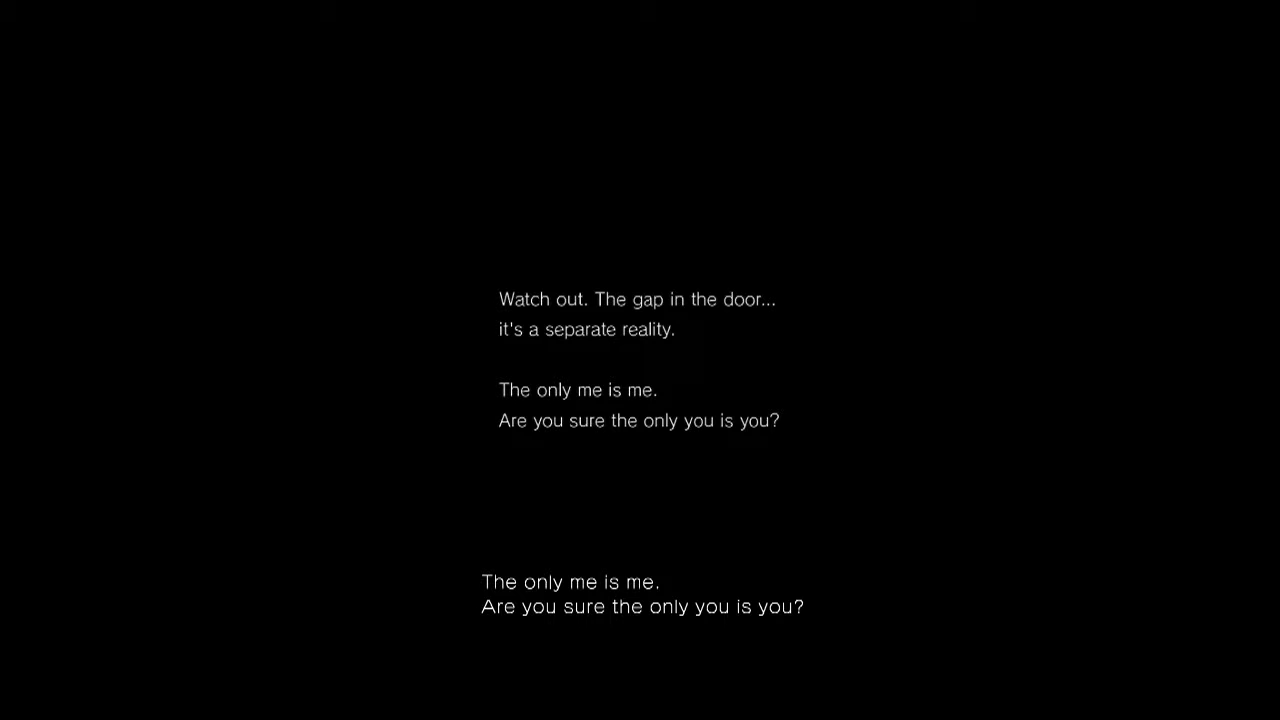 Watch out. The gap in the door...
it's a separate reality.
The only me is me.
Are you sure the only you is you?
The only me is me.
Are you sure the only you is you?